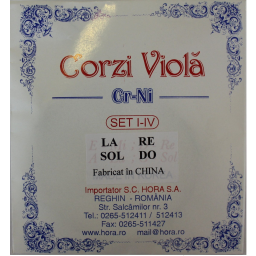 Corzi Violă
Cr-Ni
SET I-IV
LA RE
SOL DO
Fabricat în CHINA
Importator S.C. HORA S.A.
REGHIN - ROMÂNIA
Str. Salcâmilor nr. 3
Tel.: 0265-512411 / 512413
Fax: 0265-511427
www.hora.ro mail@hora.ro